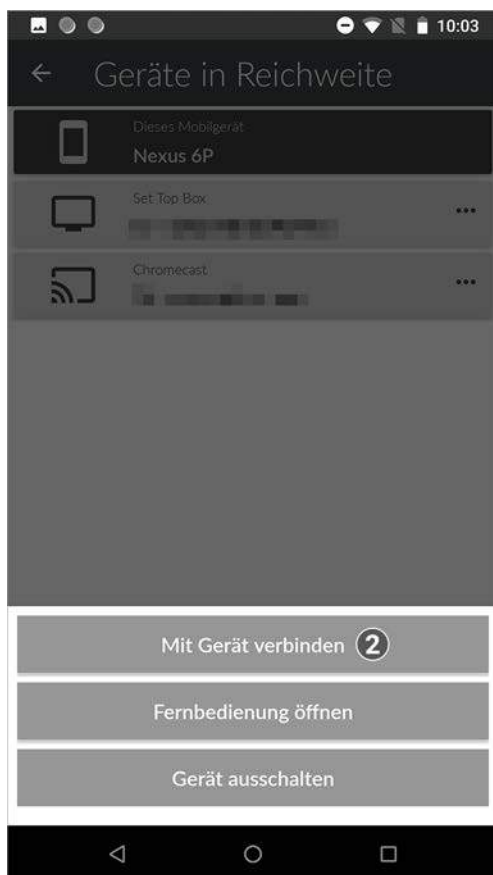 10:03
Geräte in Reichweite
Dieses Mobilgerät
Nexus 6P
Set Top Box
Chromecast
Mit Gerät verbinden 2
Fernbedienung öffnen
Gerät ausschalten